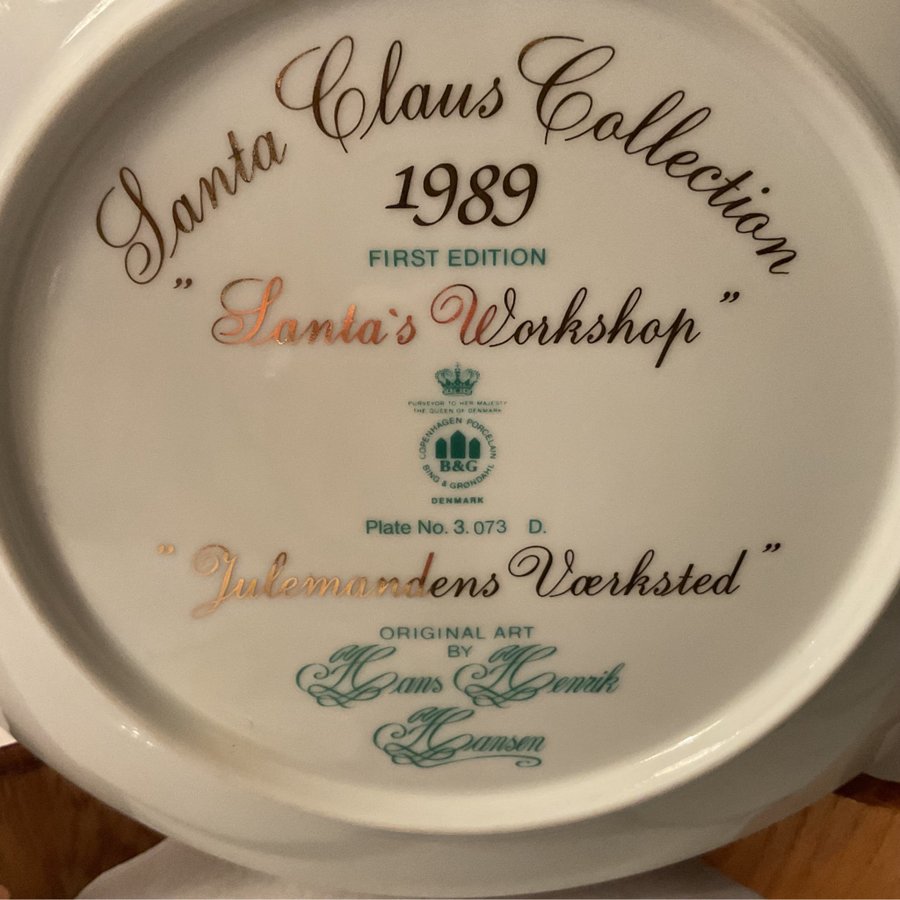 Santa Claus Collection
1989
FIRST EDITION
" Santa`s Workshop "
PURVEYOR TO HER MAJESTY
THE QUEEN OF DENMARK
COPENHAGEN PORCELAIN
B&G
BING & GRØNDAHL
DENMARK
Plate No. 3. 073 D.
" Julemandens Værksted "
ORIGINAL ART
BY
Hans Henrik
Hansen